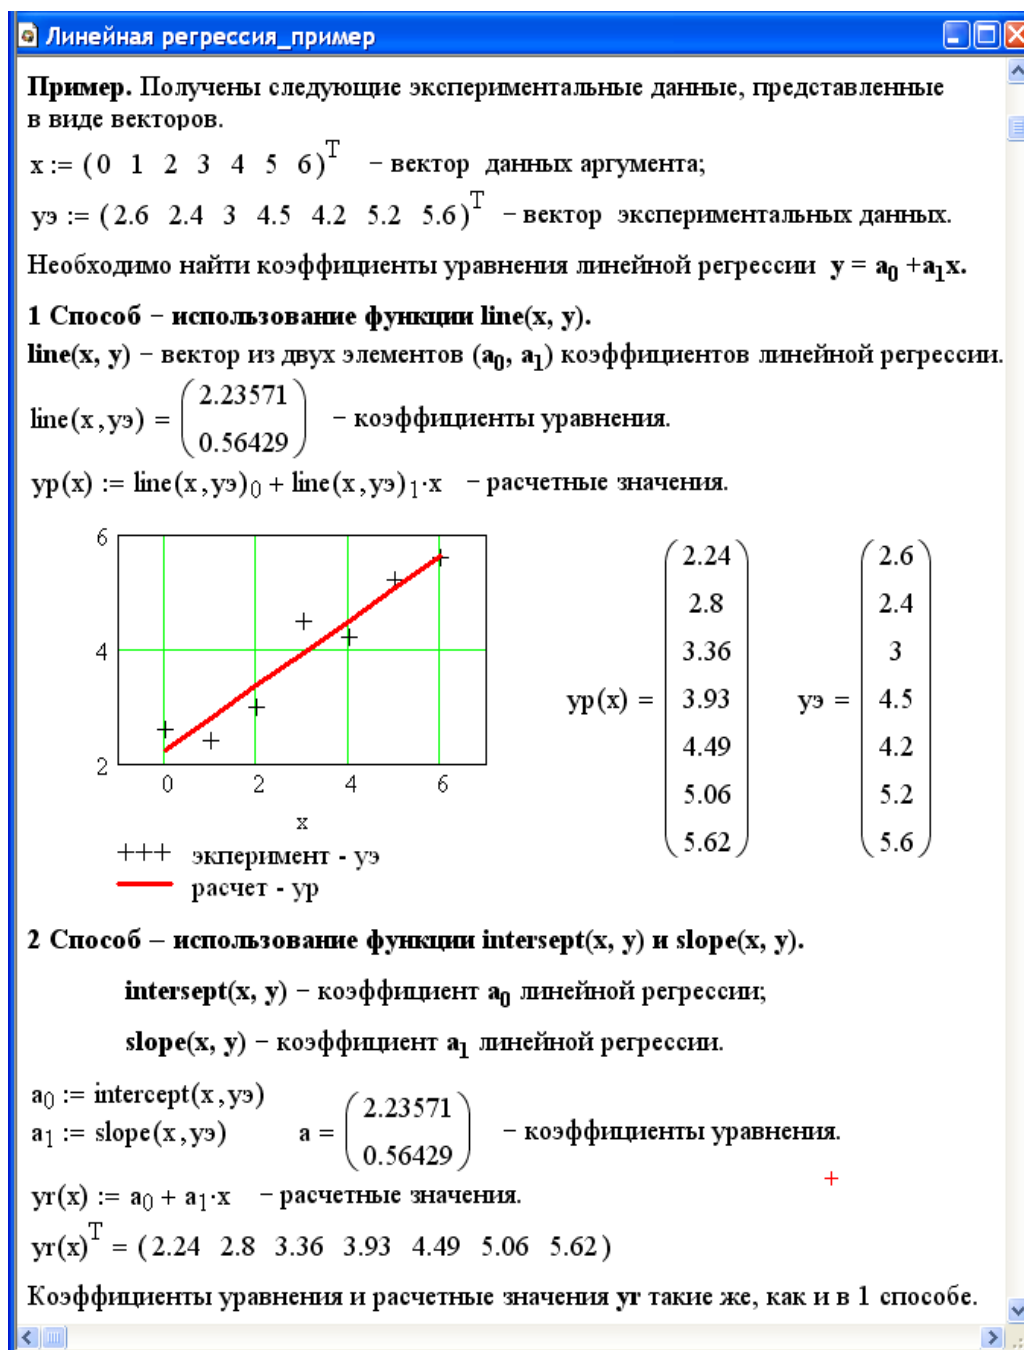 Линейная регрессия_пример
Пример. Получены следующие экспериментальные данные, представленные
в виде векторов.
x := (0 1 2 3 4 5 6)ᵀ − вектор данных аргумента;
yэ := (2.6 2.4 3 4.5 4.2 5.2 5.6)ᵀ − вектор экспериментальных данных.
Необходимо найти коэффициенты уравнения линейной регрессии y = a₀ +a₁x.
1 Способ − использование функции line(x, y).
line(x, y) − вектор из двух элементов (a₀, a₁) коэффициентов линейной регрессии.
line(x,yэ) = (2.23571 0.56429) − коэффициенты уравнения.
yp(x) := line(x,yэ)₀ + line(x,yэ)₁·x − расчетные значения.
6
4
2
0 2 4 6
x
+++ экперимент - yэ
расчет - yp
yp(x) = (2.24 2.8 3.36 3.93 4.49 5.06 5.62)
yэ = (2.6 2.4 3 4.5 4.2 5.2 5.6)
2 Способ − использование функции intersept(x, y) и slope(x, y).
intersept(x, y) − коэффициент a₀ линейной регрессии;
slope(x, y) − коэффициент a₁ линейной регрессии.
a₀ := intercept(x,yэ)
a₁ := slope(x,yэ) a = (2.23571 0.56429) − коэффициенты уравнения.
yr(x) := a₀ + a₁·x − расчетные значения.
yr(x)ᵀ = (2.24 2.8 3.36 3.93 4.49 5.06 5.62)
Коэффициенты уравнения и расчетные значения yr такие же, как и в 1 способе.